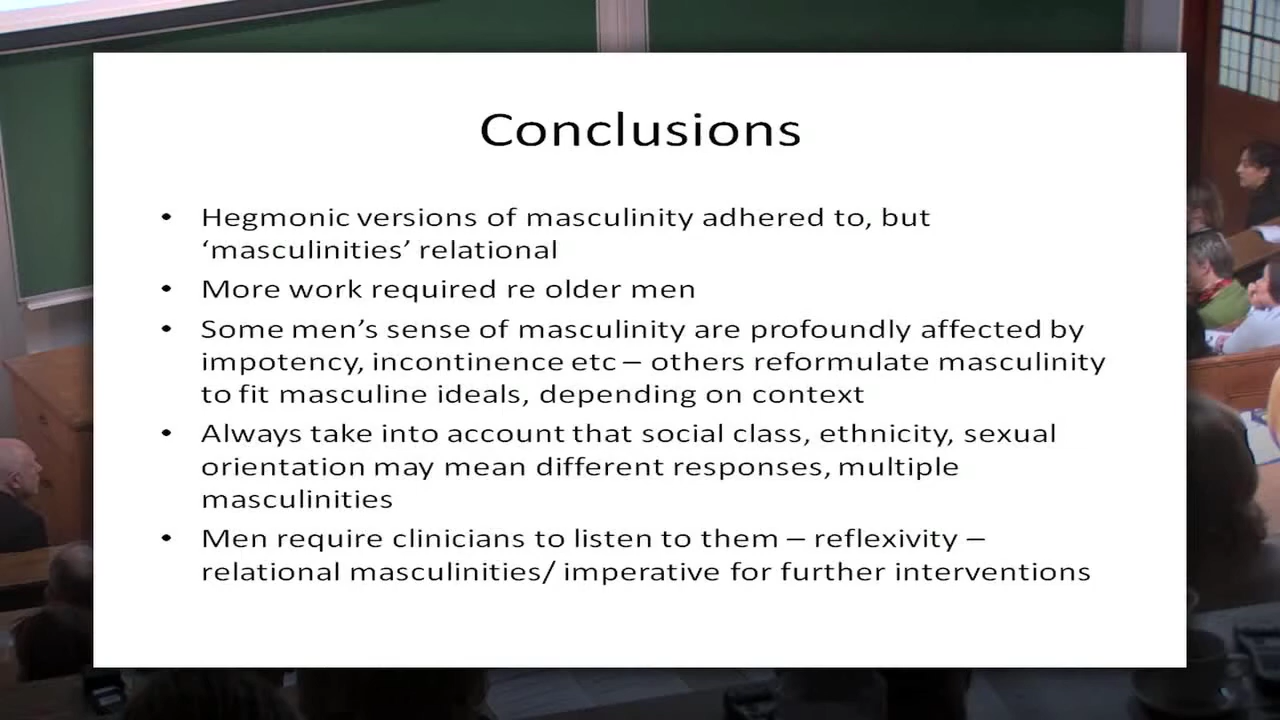 Conclusions
• Hegmonic versions of masculinity adhered to, but
‘masculinities’ relational
• More work required re older men
• Some men’s sense of masculinity are profoundly affected by
impotency, incontinence etc – others reformulate masculinity
to fit masculine ideals, depending on context
• Always take into account that social class, ethnicity, sexual
orientation may mean different responses, multiple
masculinities
• Men require clinicians to listen to them – reflexivity –
relational masculinities/ imperative for further interventions